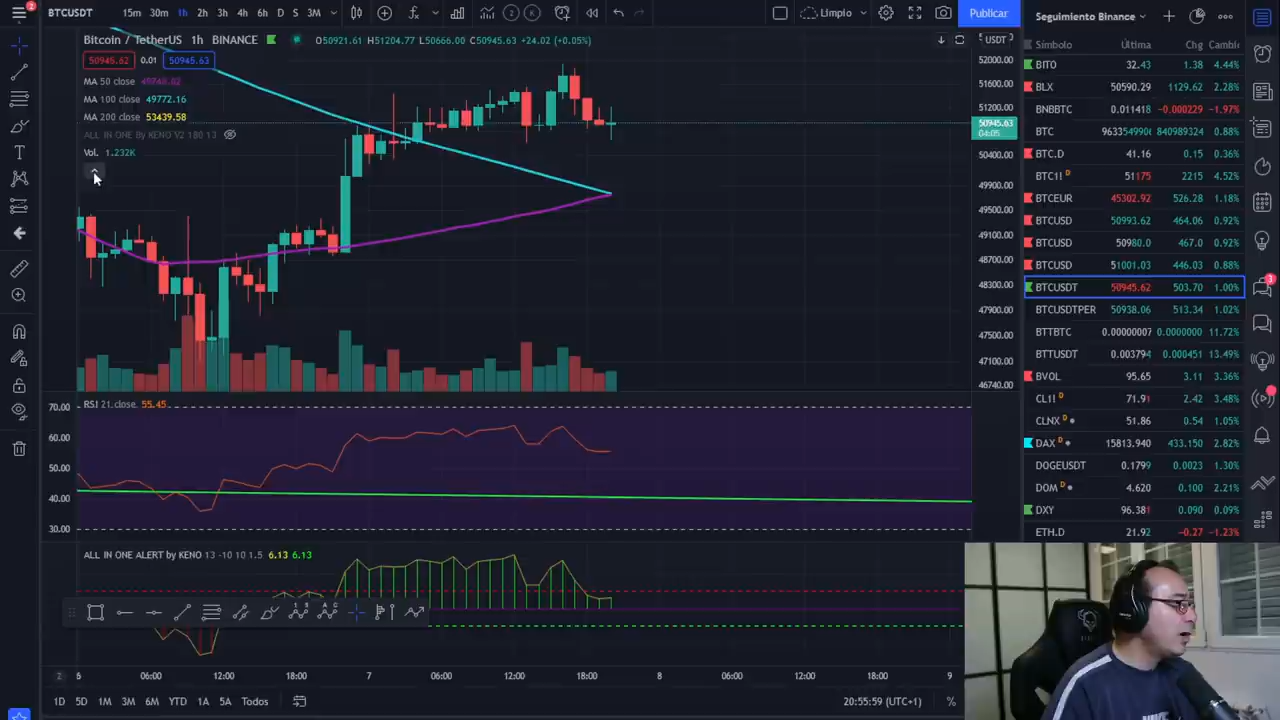 2 15m 30m 1h 2h 3h 4h 6h D S 3M 2 K Limpio Publicar Seguimiento Binance
Bitcoin / TetherUS 1h BINANCE O50921.61 H51204.77 L50666.00 C50945.63 +24.02 (+0.05%) USDT
50945.62 0.01 50945.63
MA 50 close 49748.02
MA 100 close 49772.16
MA 200 close 53439.58
ALL IN ONE BY KENO V2 180 13
Vol. 1.232K
52000.00
51600.00
51200.00
50945.63
04:05
50400.00
49900.00
49500.00
49100.00
48700.00
48300.00
47900.00
47500.00
47100.00
46740.00
RSI 21 close 55.45
70.00
60.00
50.00
40.00
30.00
ALL IN ONE ALERT by KENO 13 -10 10 1.5 6.13 6.13
Z 6 06:00 12:00 18:00 7 06:00 12:00 18:00 8 06:00 12:00 18:00 9
1D 5D 1M 3M 6M YTD 1A 5A Todos 20:55:59 (UTC+1) %
Símbolo Última Chg Cambi
BITO 32.43 1.38 4.44%
BLX 50590.29 1129.62 2.28%
BNBBTC 0.011418 -0.000229 -1.97%
BTC 963354990 840989324 0.88%
BTC.D 41.16 0.15 0.36%
BTC1! D 51175 2215 4.52%
BTCEUR 45302.92 526.28 1.18%
BTCUSD 50993.62 464.06 0.92%
BTCUSD 50980.0 467.0 0.92%
BTCUSD 51001.03 446.03 0.88%
BTCUSDT 50945.62 503.70 1.00%
BTCUSDTPER 50938.06 513.34 1.02%
BTTBTC 0.00000007 0.0000000 11.72%
BTTUSDT 0.003794 0.000451 13.49%
BVOL 95.65 3.11 3.36%
CL1! D 71.91 2.42 3.48%
CLNX D 51.86 0.54 1.05%
DAX D 15813.940 433.150 2.82%
DOGEUSDT 0.1799 0.0023 1.30%
DOM D 4.620 0.100 2.21%
DXY 96.381 0.090 0.09%
ETH.D 21.92 -0.27 -1.23%
3